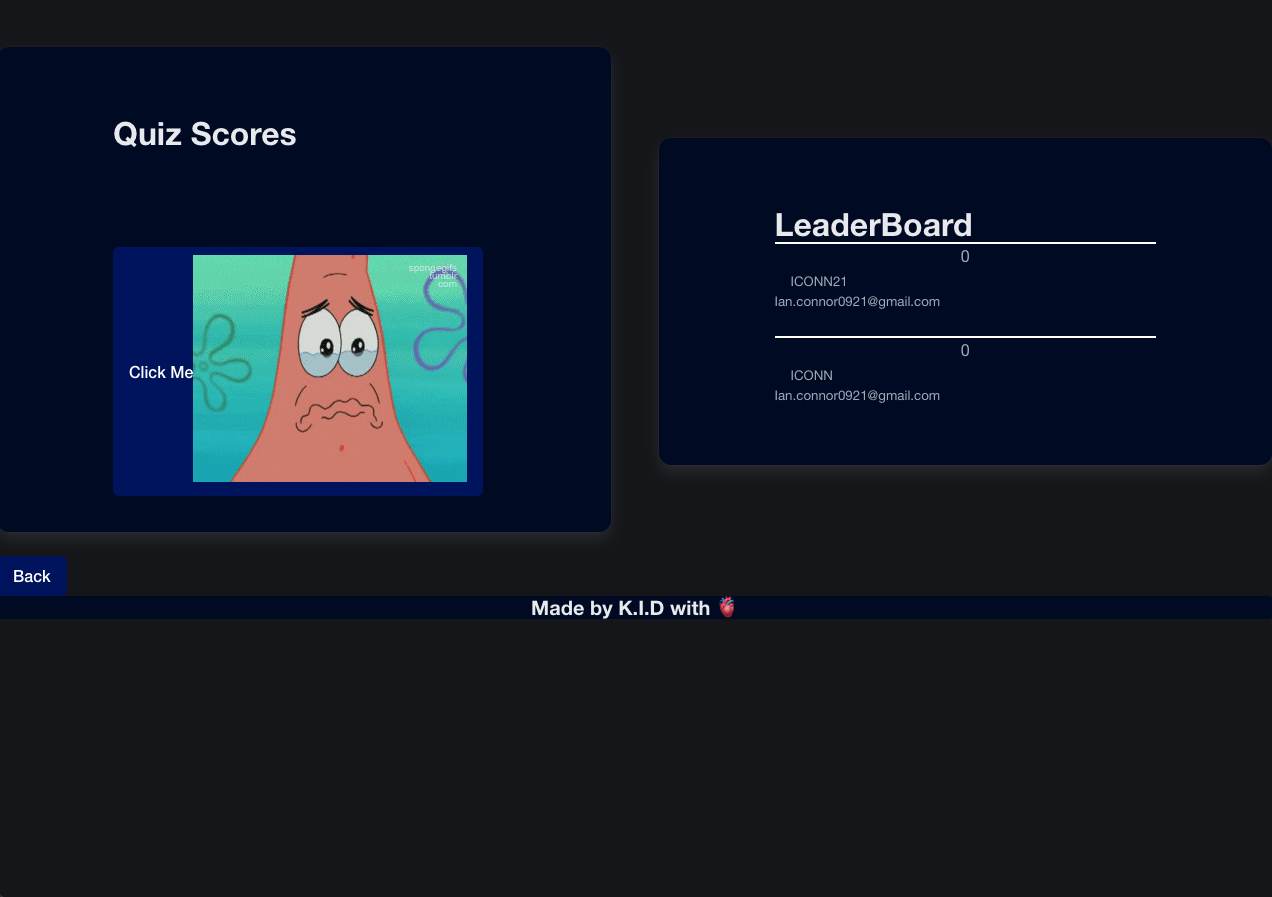 Quiz Scores
Click Me
spongegifs
tumblr
com
LeaderBoard
0
ICONN21
Ian.connor0921@gmail.com
0
ICONN
Ian.connor0921@gmail.com
Back
Made by K.I.D with 🫀